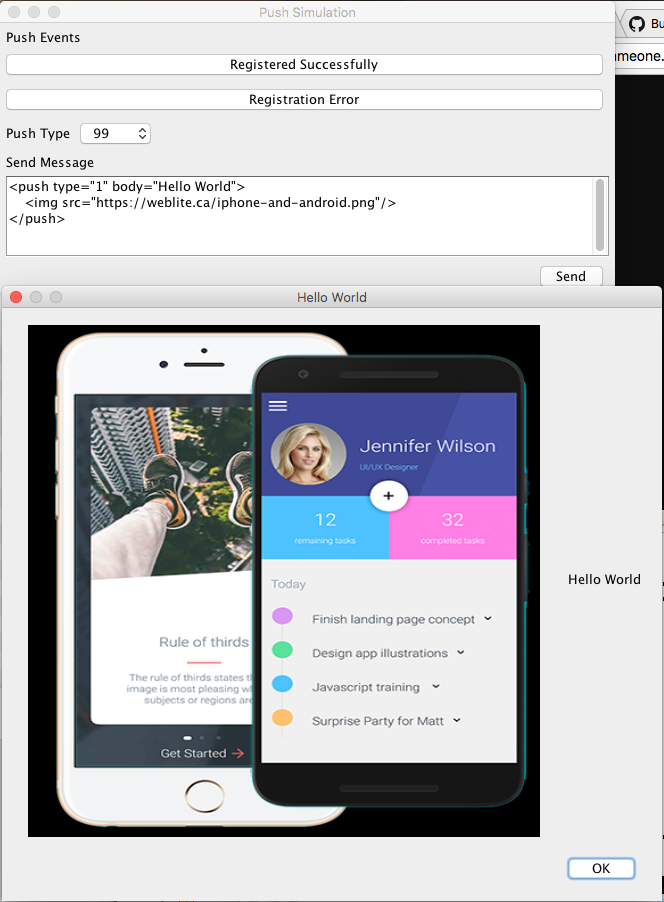 Push Simulation
Bu
Push Events
ameone.
Registered Successfully
Registration Error
Push Type 99
Send Message
<push type="1" body="Hello World">
<img src="https://weblite.ca/iphone-and-android.png"/>
</push>
Send
Hello World
Jennifer Wilson
UI/UX Designer
+
12
remaining tasks
32
completed tasks
Today
Finish landing page concept
Design app illustrations
Javascript training
Surprise Party for Matt
Rule of thirds
The rule of thirds states th
image is most pleasing wh
subjects or regions are
Get Started
Hello World
OK